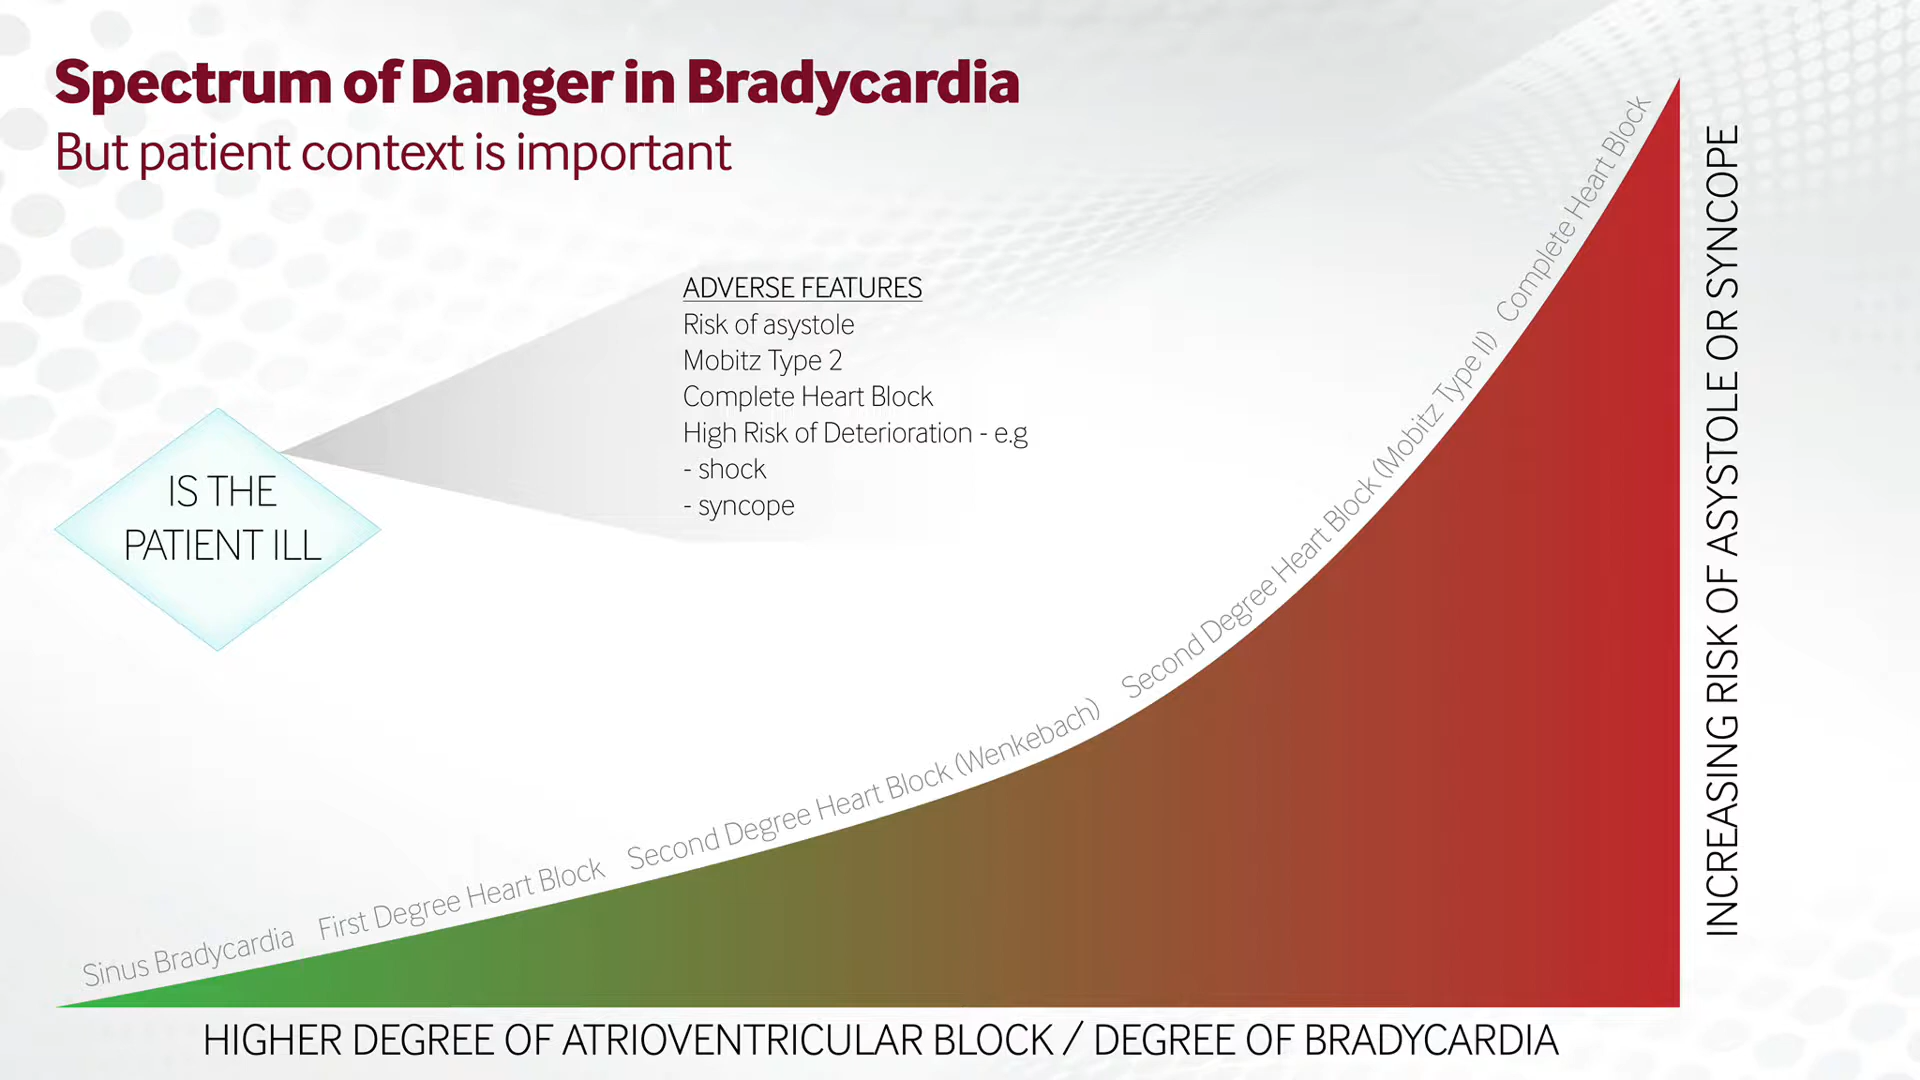 Spectrum of Danger in Bradycardia
But patient context is important
ADVERSE FEATURES
Risk of asystole
Mobitz Type 2
Complete Heart Block
High Risk of Deterioration - e.g
- shock
- syncope
IS THE
PATIENT ILL
Sinus Bradycardia
First Degree Heart Block
Second Degree Heart Block (Wenkebach)
Second Degree Heart Block (Mobitz Type II)
Complete Heart Block
INCREASING RISK OF ASYSTOLE OR SYNCOPE
HIGHER DEGREE OF ATRIOVENTRICULAR BLOCK / DEGREE OF BRADYCARDIA